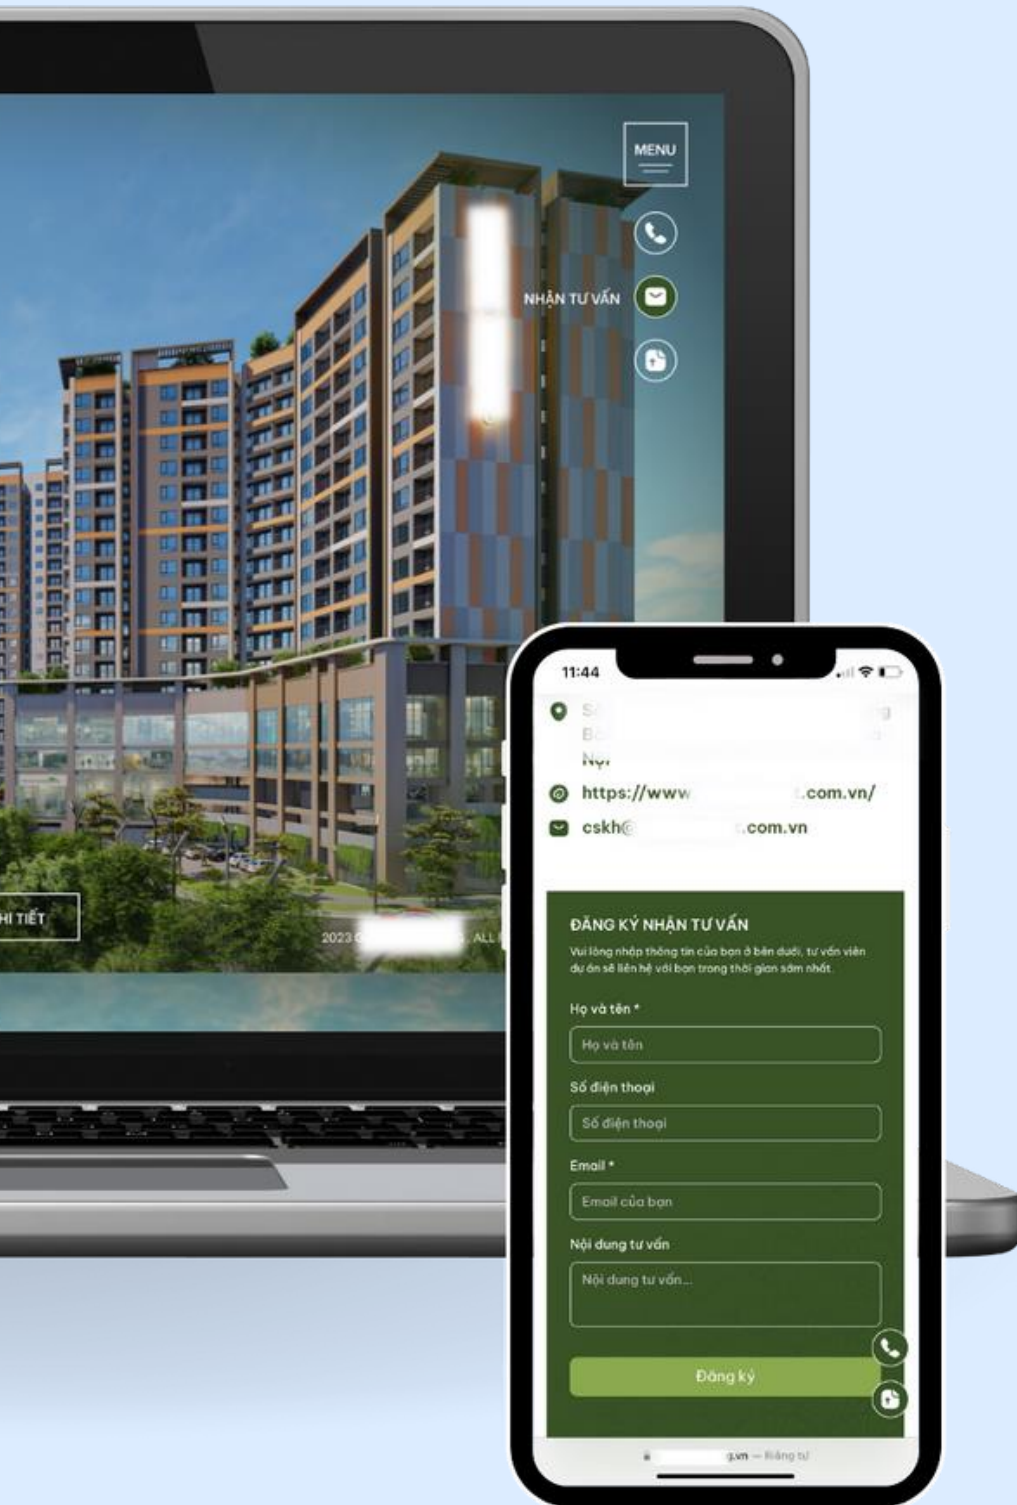 MENU
NHẬN TƯ VẤN
HI TIẾT
2023 G
ALL
11:44
Nội
https://www
.com.vn/
cskh@
.com.vn
ĐĂNG KÝ NHẬN TƯ VẤN
Vui lòng nhập thông tin của bạn ở bên dưới, tư vấn viên
dự án sẽ liên hệ với bạn trong thời gian sớm nhất.
Họ và tên *
Họ và tên
Số điện thoại
Số điện thoại
Email *
Email của bạn
Nội dung tư vấn
Nội dung tư vấn...
Đăng ký
g.vn — Riêng tư